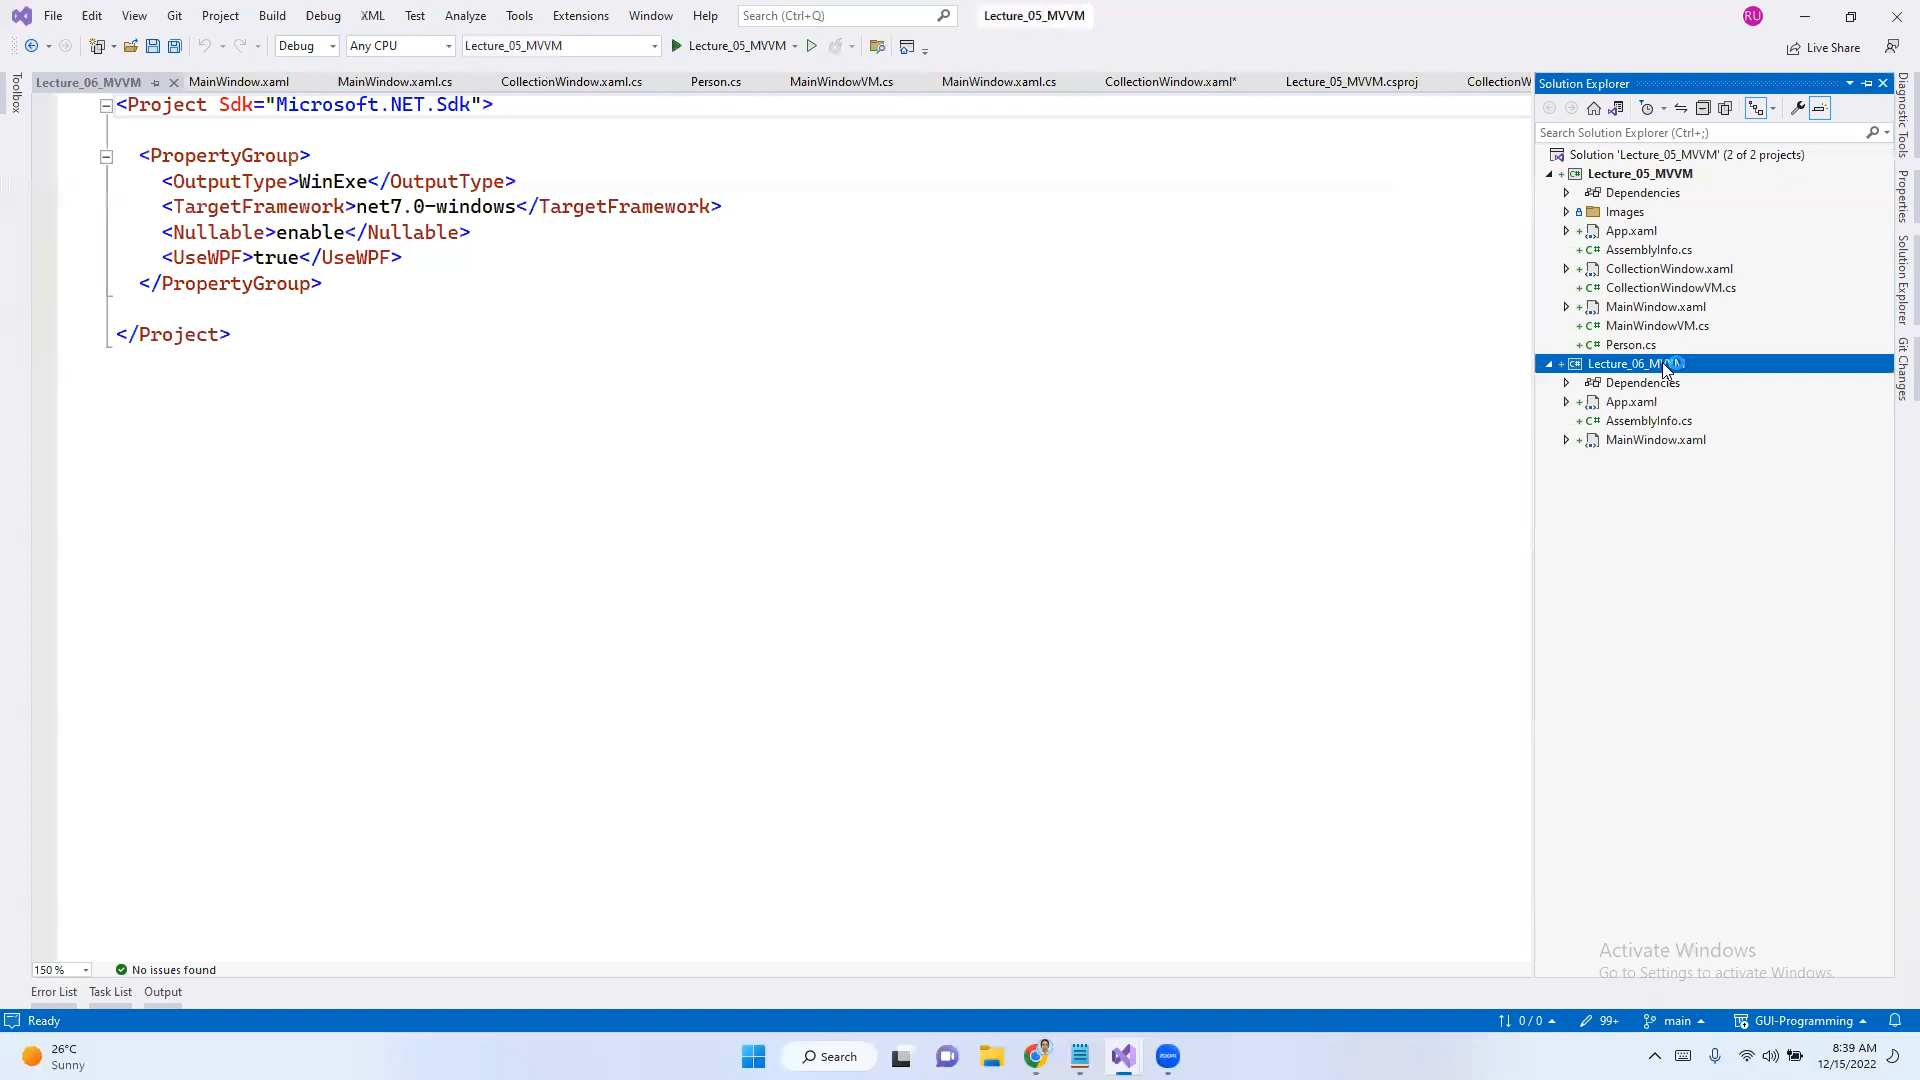 File Edit View Git Project Build Debug XML Test Analyze Tools Extensions Window Help Search (Ctrl+Q) Lecture_05_MVVM RU
Debug Any CPU Lecture_05_MVVM Lecture_05_MVVM Live Share
Lecture_06_MVVM MainWindow.xaml MainWindow.xaml.cs CollectionWindow.xaml.cs Person.cs MainWindowVM.cs MainWindow.xaml.cs CollectionWindow.xaml* Lecture_05_MVVM.csproj CollectionW
Toolbox
<Project Sdk="Microsoft.NET.Sdk">
<PropertyGroup>
<OutputType>WinExe</OutputType>
<TargetFramework>net7.0-windows</TargetFramework>
<Nullable>enable</Nullable>
<UseWPF>true</UseWPF>
</PropertyGroup>
</Project>
Solution Explorer
Search Solution Explorer (Ctrl+;)
Solution 'Lecture_05_MVVM' (2 of 2 projects)
Lecture_05_MVVM
Dependencies
Images
App.xaml
AssemblyInfo.cs
CollectionWindow.xaml
CollectionWindowVM.cs
MainWindow.xaml
MainWindowVM.cs
Person.cs
Lecture_06_MVVM
Dependencies
App.xaml
AssemblyInfo.cs
MainWindow.xaml
Diagnostic Tools
Properties
Solution Explorer
Git Changes
Activate Windows
Go to Settings to activate Windows.
150 % No issues found
Error List Task List Output
Ready 0 / 0 99+ main GUI-Programming
26°C
Sunny
Search
zoom
8:39 AM
12/15/2022